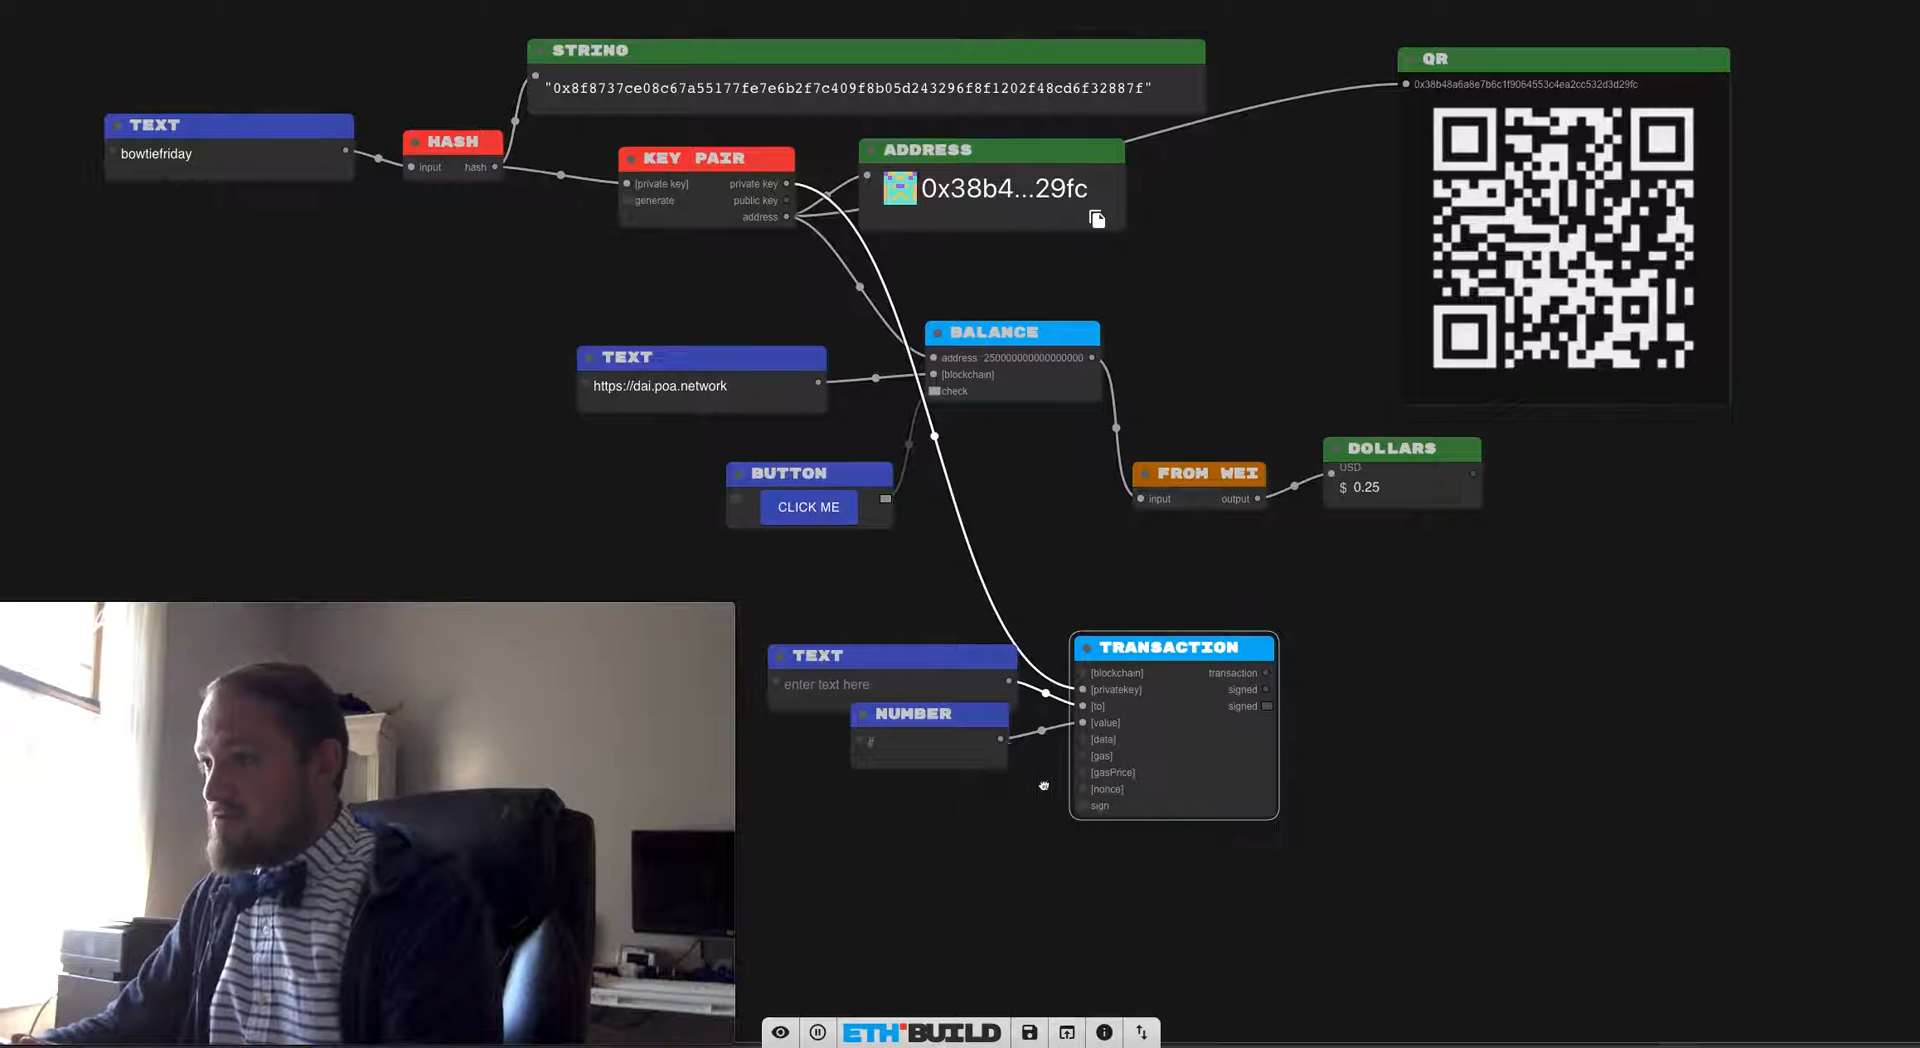 STRING
"0x8f8737ce08c67a55177fe7e6b2f7c409f8b05d243296f8f1202f48cd6f32887f"
QR
0x38b48a6a8e7b6c1f9064553c4ea2cc532d3d29fc
TEXT
bowtiefriday
HASH
input hash
KEY PAIR
[private key] private key
generate public key
address
ADDRESS
0x38b4...29fc
BALANCE
address 250000000000000000
[blockchain]
check
TEXT
https://dai.poa.network
BUTTON
CLICK ME
FROM WEI
input output
DOLLARS
USD
$ 0.25
TEXT
enter text here
NUMBER
#
TRANSACTION
[blockchain] transaction
[privatekey] signed
[to] signed
[value]
[data]
[gas]
[gasPrice]
[nonce]
sign
ETH BUILD